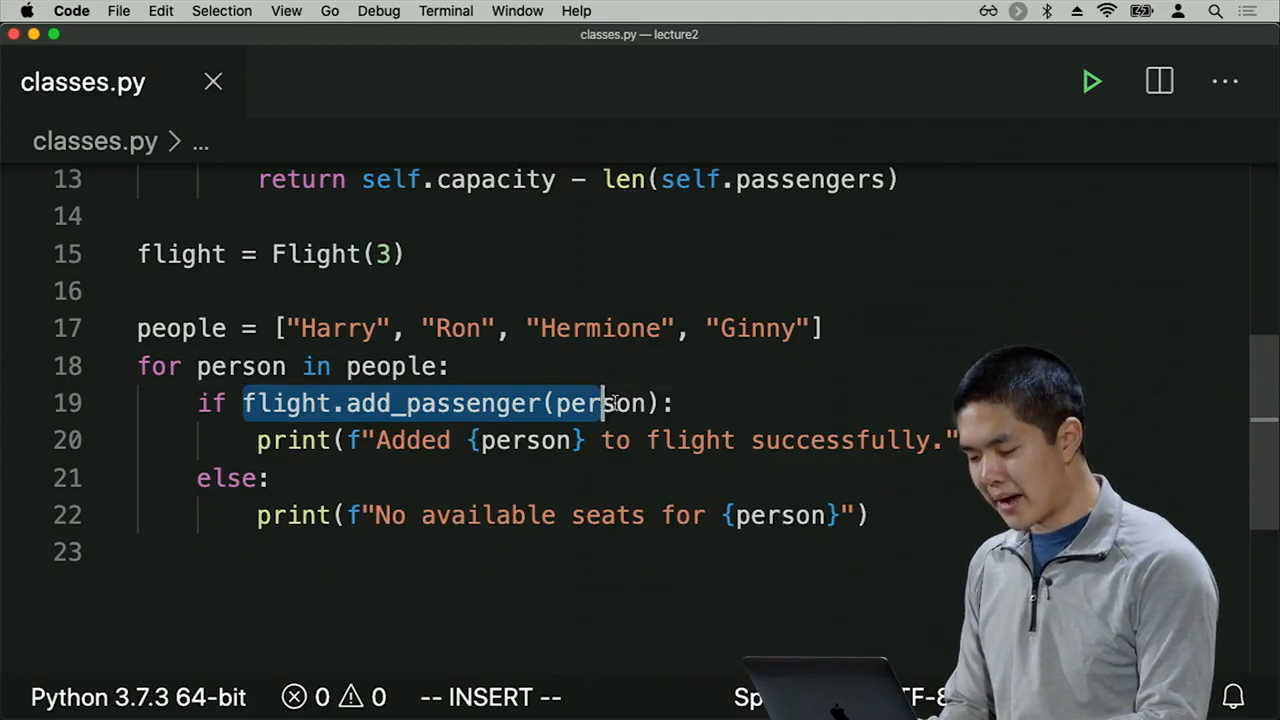 Code File Edit Selection View Go Debug Terminal Window Help
classes.py — lecture2
classes.py
classes.py > ...
13 return self.capacity - len(self.passengers)
14
15 flight = Flight(3)
16
17 people = ["Harry", "Ron", "Hermione", "Ginny"]
18 for person in people:
19 if flight.add_passenger(person):
20 print(f"Added {person} to flight successfully."
21 else:
22 print(f"No available seats for {person}")
23
Python 3.7.3 64-bit 0 0 -- INSERT -- Sp TF-8